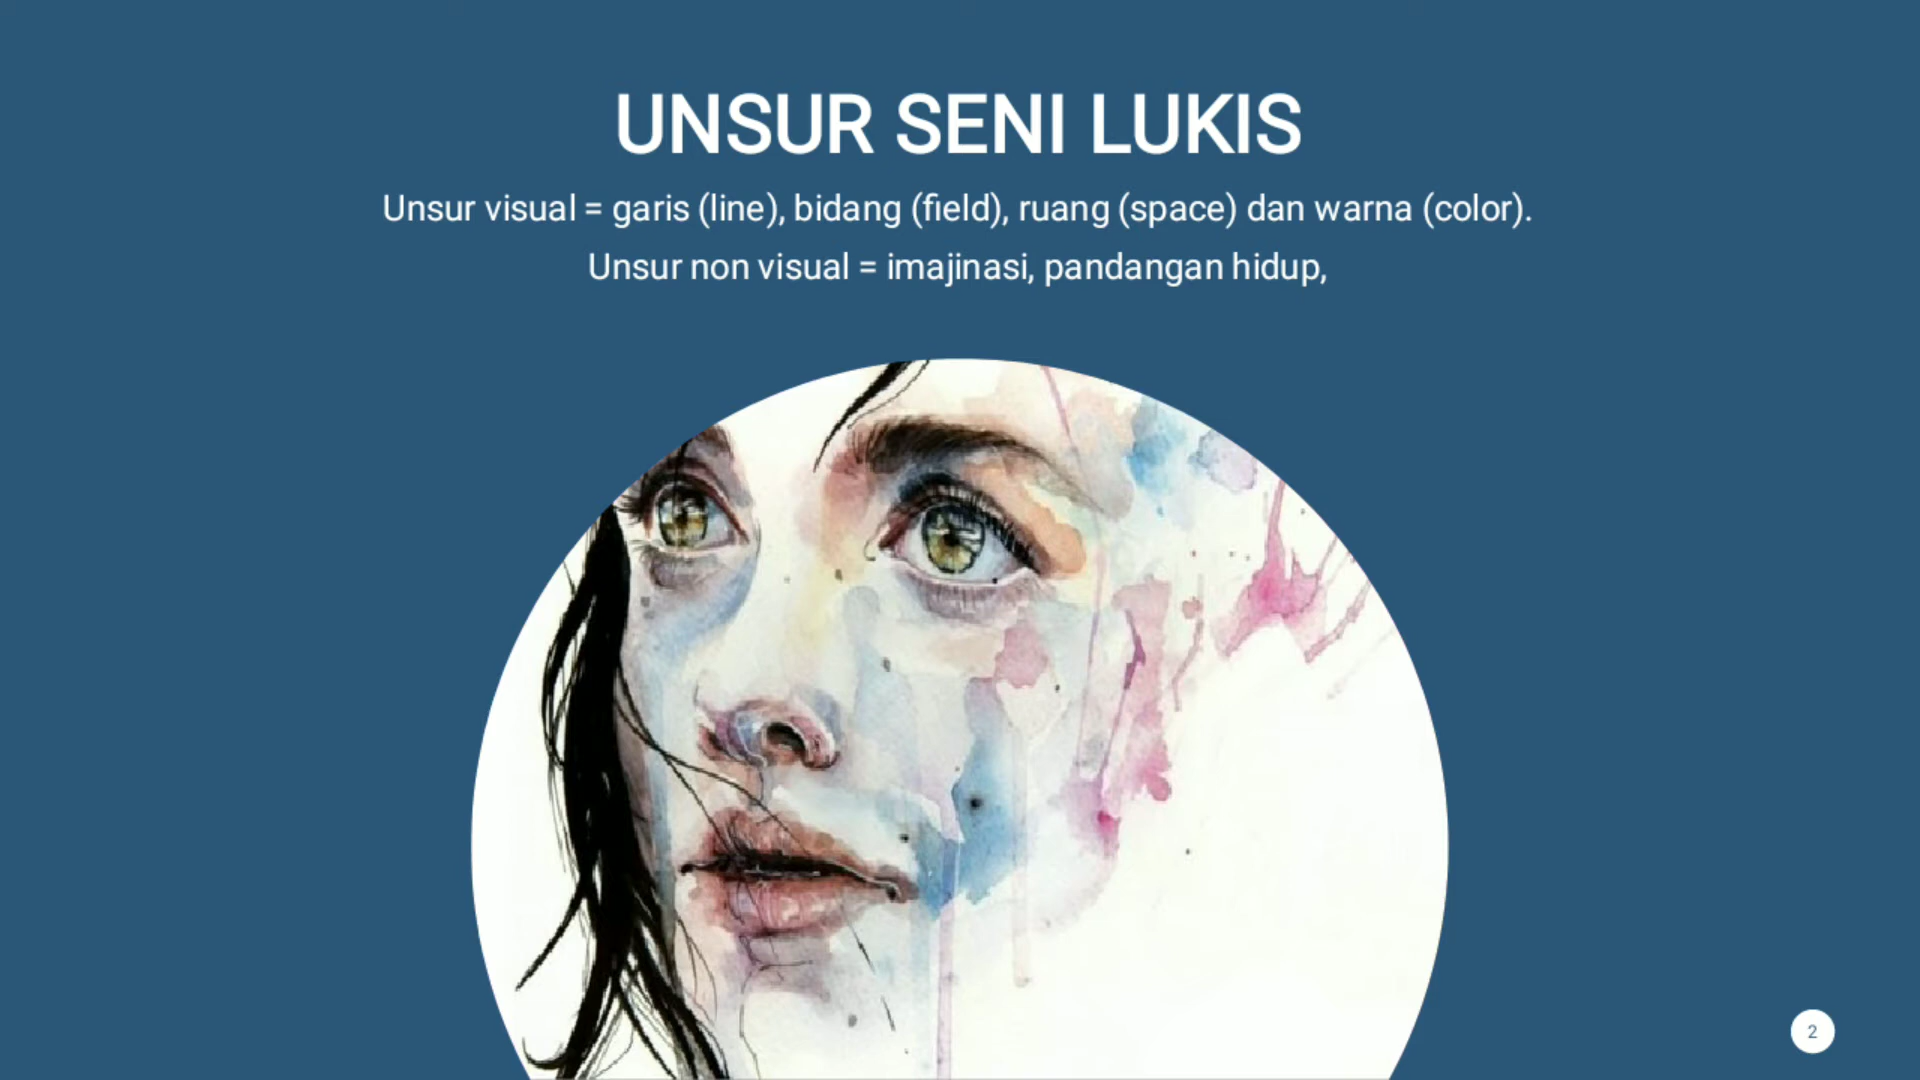 UNSUR SENI LUKIS
Unsur visual = garis (line), bidang (field), ruang (space) dan warna (color).
Unsur non visual = imajinasi, pandangan hidup,
2